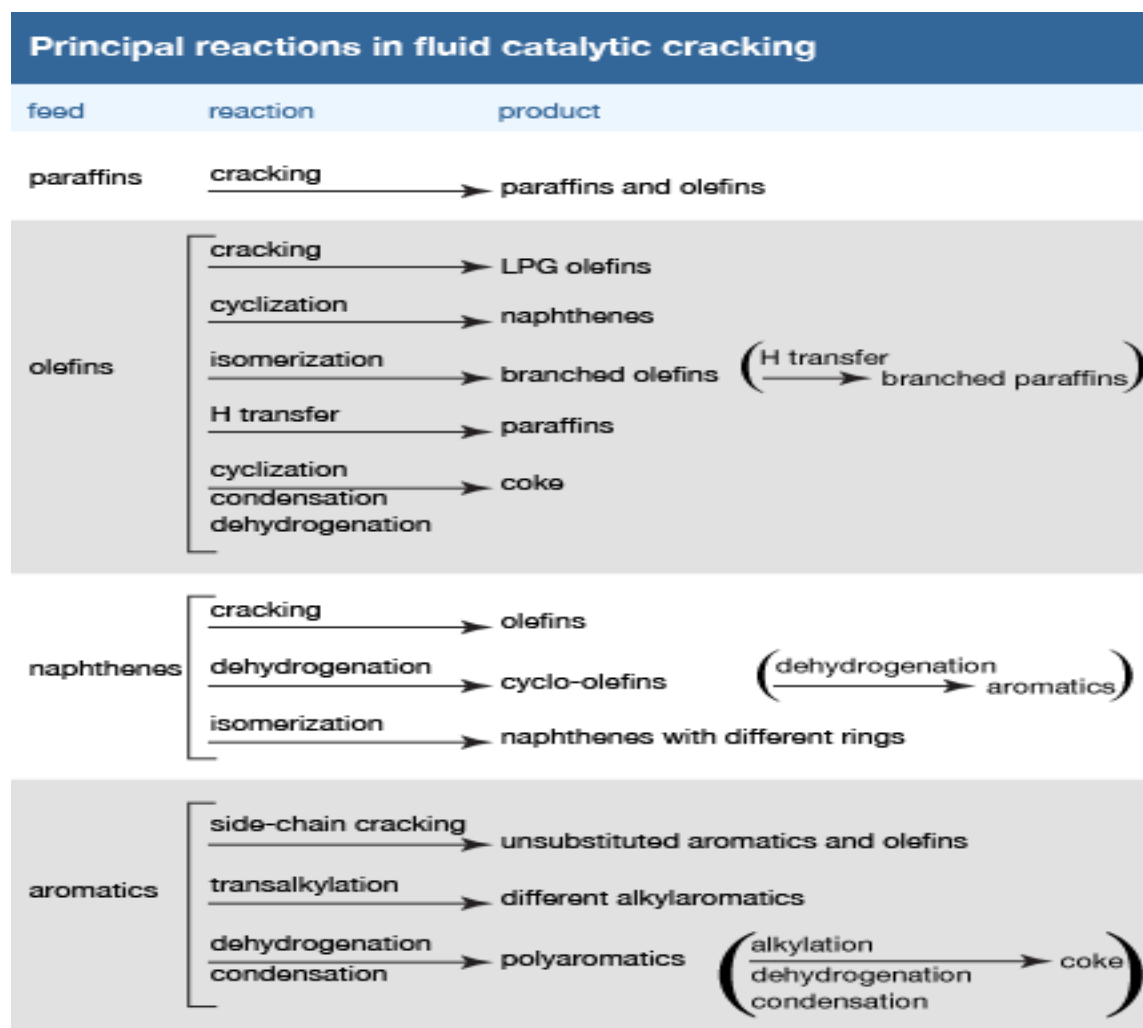 Principal reactions in fluid catalytic cracking
feed reaction product
paraffins cracking paraffins and olefins
olefins
cracking LPG olefins
cyclization naphthenes
isomerization branched olefins (H transfer branched paraffins)
H transfer paraffins
cyclization coke
condensation
dehydrogenation
naphthenes
cracking olefins
dehydrogenation cyclo-olefins (dehydrogenation aromatics)
isomerization naphthenes with different rings
aromatics
side-chain cracking unsubstituted aromatics and olefins
transalkylation different alkylaromatics
dehydrogenation polyaromatics (alkylation coke)
condensation dehydrogenation
condensation